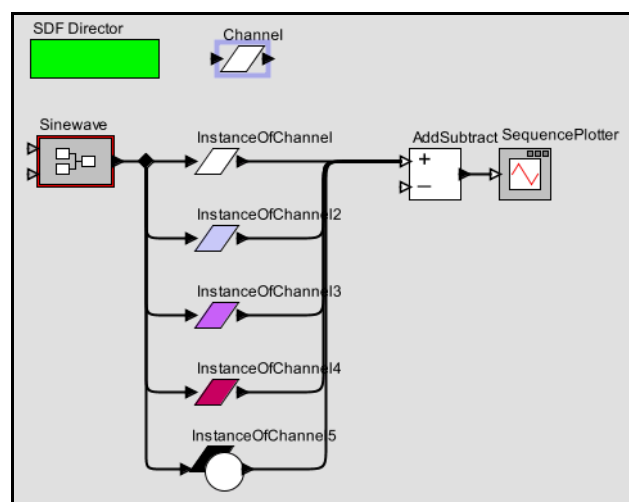 SDF Director
Channel
Sinewave
InstanceOfChannel
AddSubtract
SequencePlotter
+
–
InstanceOfChannel2
InstanceOfChannel3
InstanceOfChannel4
InstanceOfChannel5